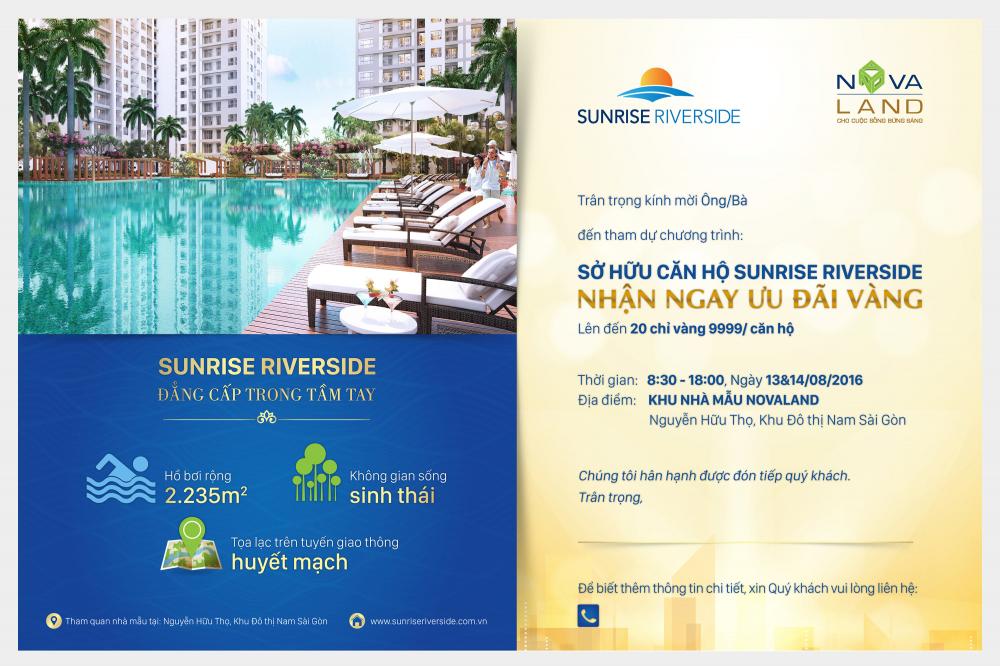 SUNRISE RIVERSIDE
ĐẲNG CẤP TRONG TẦM TAY
Hồ bơi rộng
2.235m²
Không gian sống
sinh thái
Tọa lạc trên tuyến giao thông
huyết mạch
Tham quan nhà mẫu tại: Nguyễn Hữu Thọ, Khu Đô thị Nam Sài Gòn
www.sunriseriverside.com.vn
SUNRISE RIVERSIDE
NOVA
LAND
CHO CUỘC SỐNG BỪNG SÁNG
Trân trọng kính mời Ông/Bà
đến tham dự chương trình:
SỞ HỮU CĂN HỘ SUNRISE RIVERSIDE
NHẬN NGAY ƯU ĐÃI VÀNG
Lên đến 20 chỉ vàng 9999/ căn hộ
Thời gian: 8:30 - 18:00, Ngày 13&14/08/2016
Địa điểm: KHU NHÀ MẪU NOVALAND
Nguyễn Hữu Thọ, Khu Đô thị Nam Sài Gòn
Chúng tôi hân hạnh được đón tiếp quý khách.
Trân trọng,
Để biết thêm thông tin chi tiết, xin Quý khách vui lòng liên hệ: